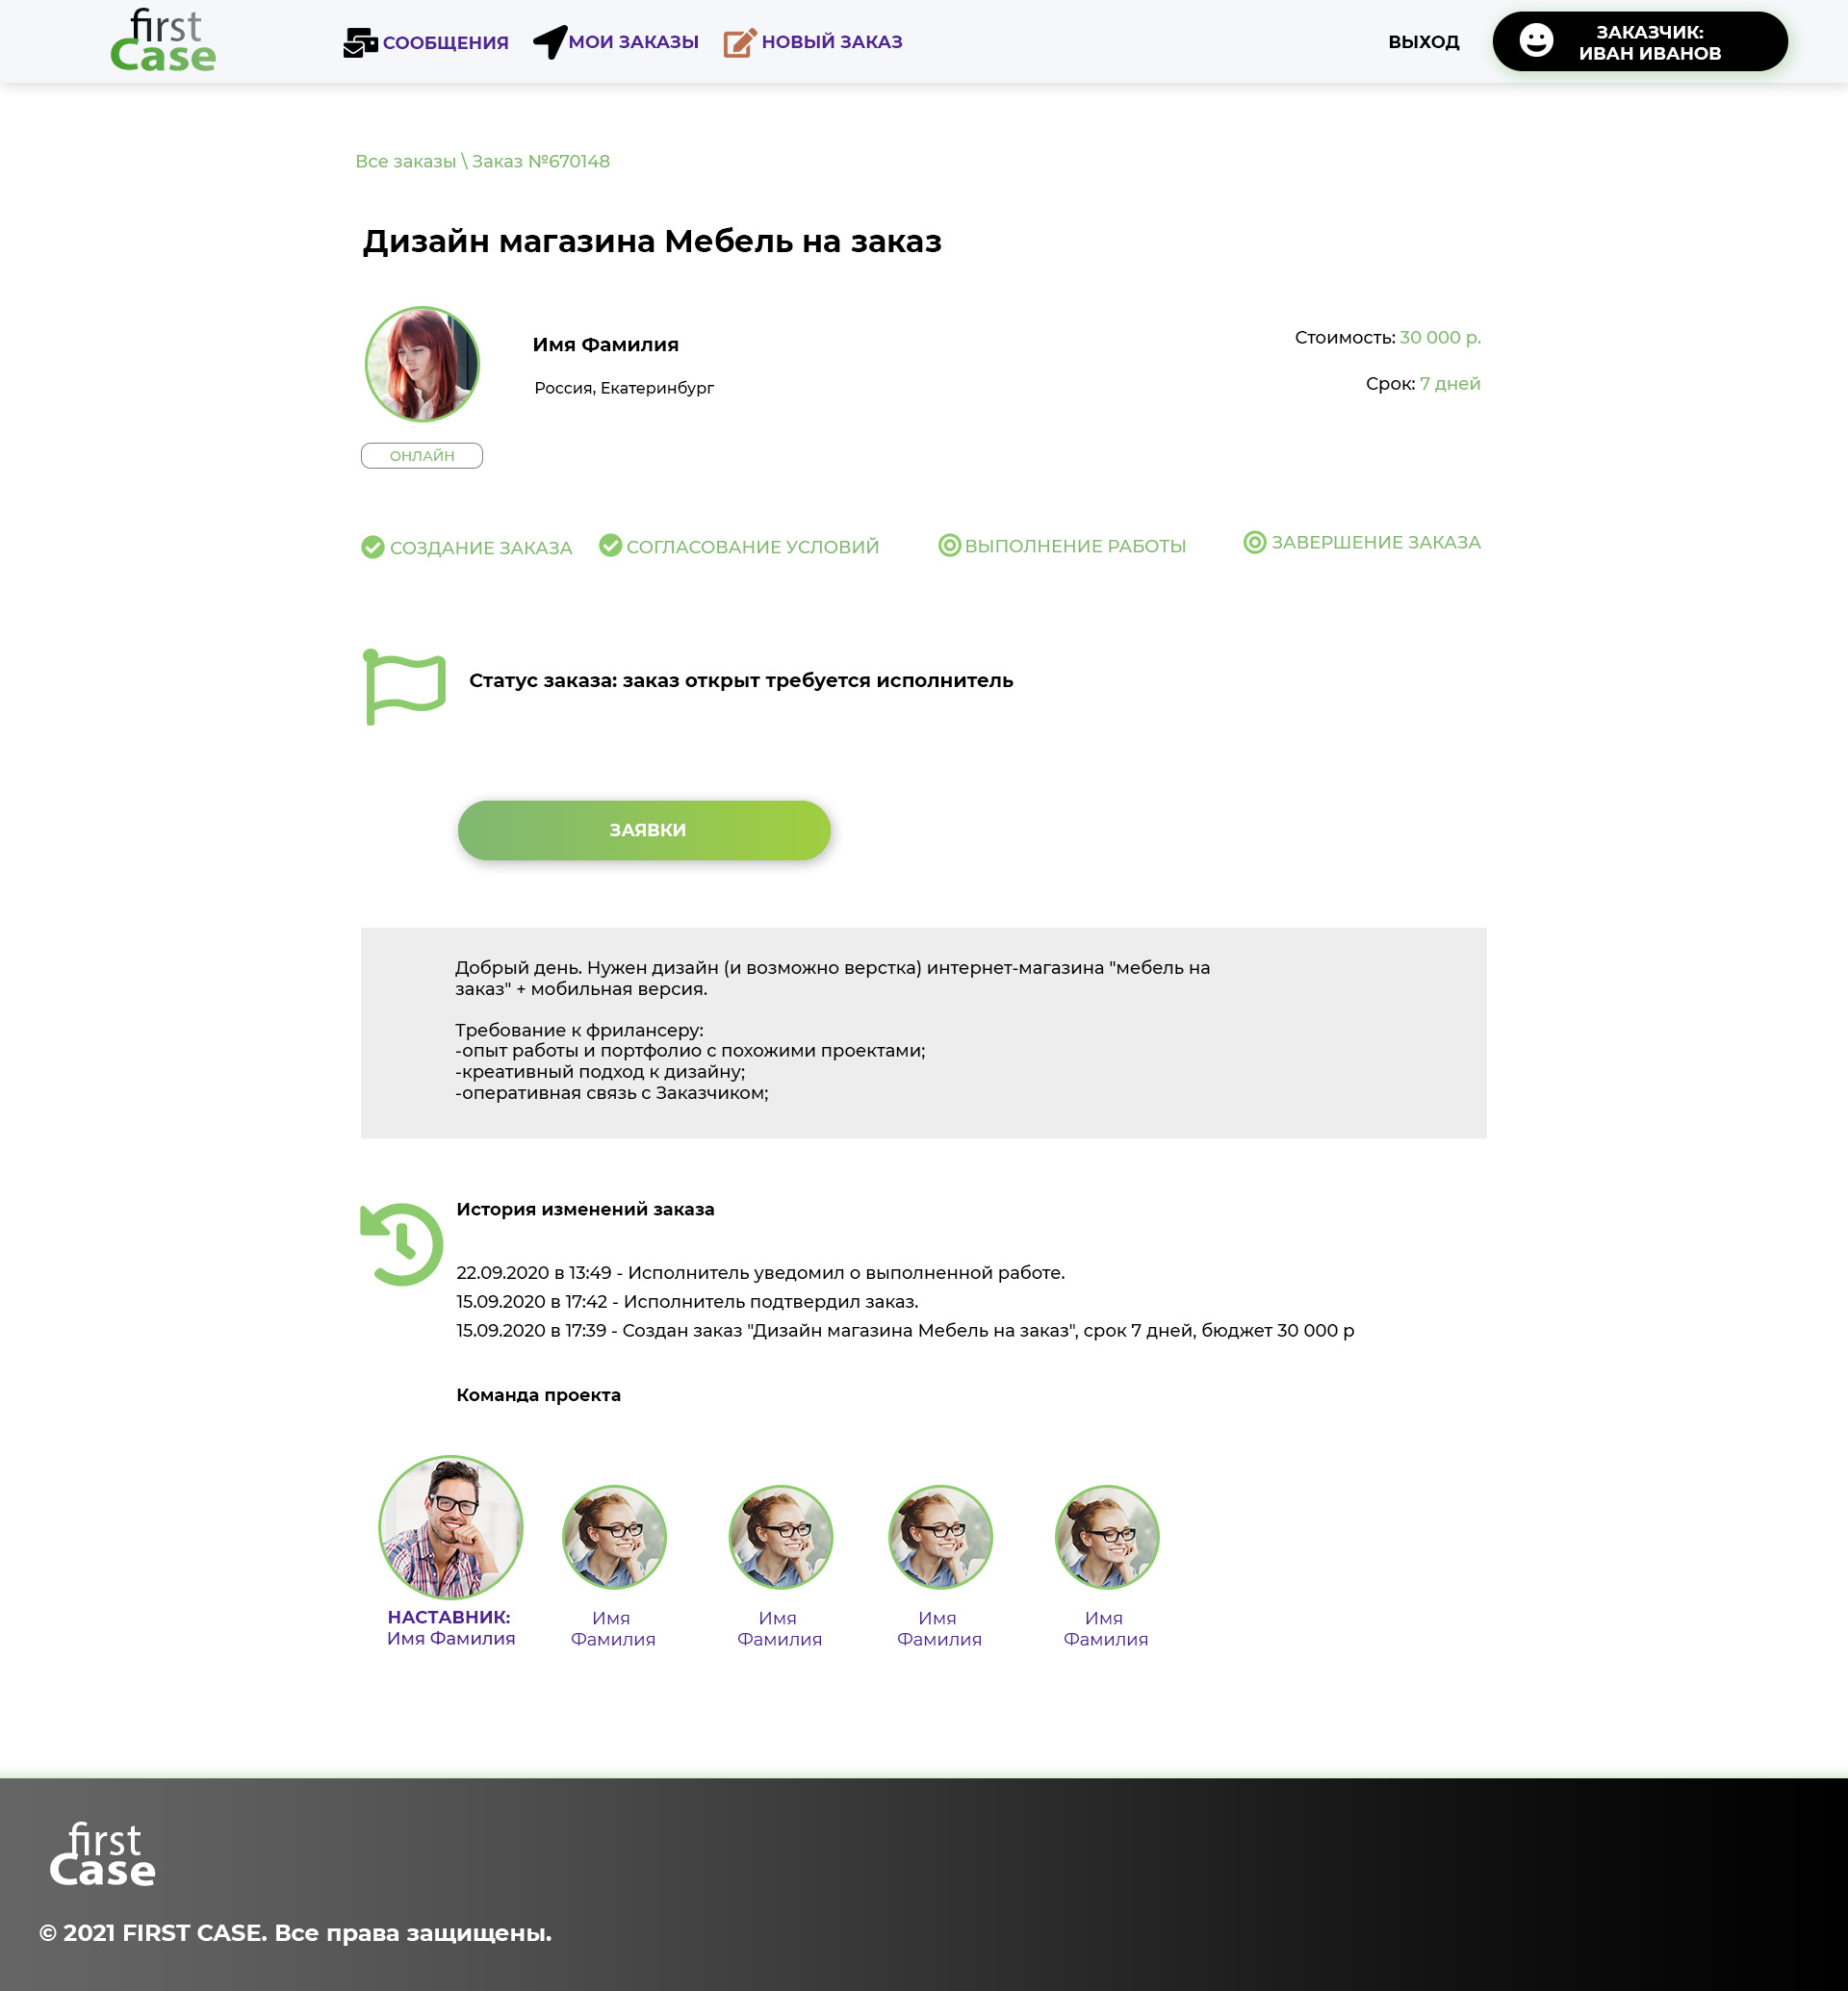 first
Case
СООБЩЕНИЯ
МОИ ЗАКАЗЫ
НОВЫЙ ЗАКАЗ
ВЫХОД
ЗАКАЗЧИК:
ИВАН ИВАНОВ
Все заказы \ Заказ №670148
Дизайн магазина Мебель на заказ
Имя Фамилия
Россия, Екатеринбург
Стоимость: 30 000 р.
Срок: 7 дней
ОНЛАЙН
СОЗДАНИЕ ЗАКАЗА
СОГЛАСОВАНИЕ УСЛОВИЙ
ВЫПОЛНЕНИЕ РАБОТЫ
ЗАВЕРШЕНИЕ ЗАКАЗА
Статус заказа: заказ открыт требуется исполнитель
ЗАЯВКИ
Добрый день. Нужен дизайн (и возможно верстка) интернет-магазина "мебель на
заказ" + мобильная версия.
Требование к фрилансеру:
-опыт работы и портфолио с похожими проектами;
-креативный подход к дизайну;
-оперативная связь с Заказчиком;
История изменений заказа
22.09.2020 в 13:49 - Исполнитель уведомил о выполненной работе.
15.09.2020 в 17:42 - Исполнитель подтвердил заказ.
15.09.2020 в 17:39 - Создан заказ "Дизайн магазина Мебель на заказ", срок 7 дней, бюджет 30 000 р
Команда проекта
НАСТАВНИК:
Имя Фамилия
Имя
Фамилия
Имя
Фамилия
Имя
Фамилия
Имя
Фамилия
first
Case
© 2021 FIRST CASE. Все права защищены.